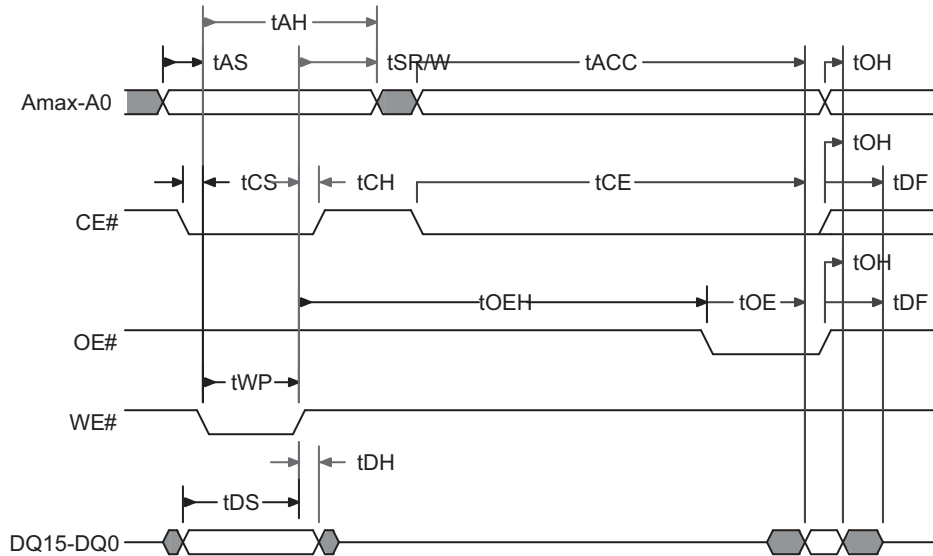 tAH
tAS
tSR/W
tACC
tOH
Amax-A0
tOH
tCS
tCH
tCE
tDF
CE#
tOH
tOEH
tOE
tDF
OE#
tWP
WE#
tDH
tDS
DQ15-DQ0